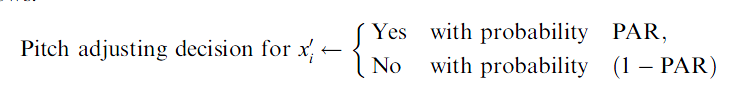 Pitch adjusting decision for x′ᵢ ← { Yes with probability PAR,
No with probability (1 − PAR)